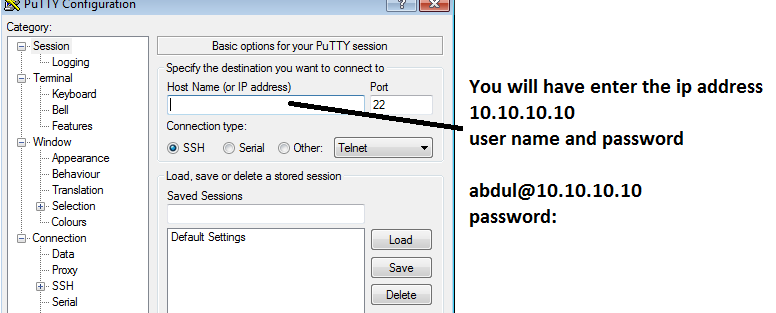 PuTTY Configuration
?
X
Category:
Session
Logging
Terminal
Keyboard
Bell
Features
Window
Appearance
Behaviour
Translation
Selection
Colours
Connection
Data
Proxy
SSH
Serial
Basic options for your PuTTY session
Specify the destination you want to connect to
Host Name (or IP address) Port
22
Connection type:
SSH Serial Other: Telnet
Load, save or delete a stored session
Saved Sessions
Default Settings
Load
Save
Delete
You will have enter the ip address
10.10.10.10
user name and password
abdul@10.10.10.10
password: